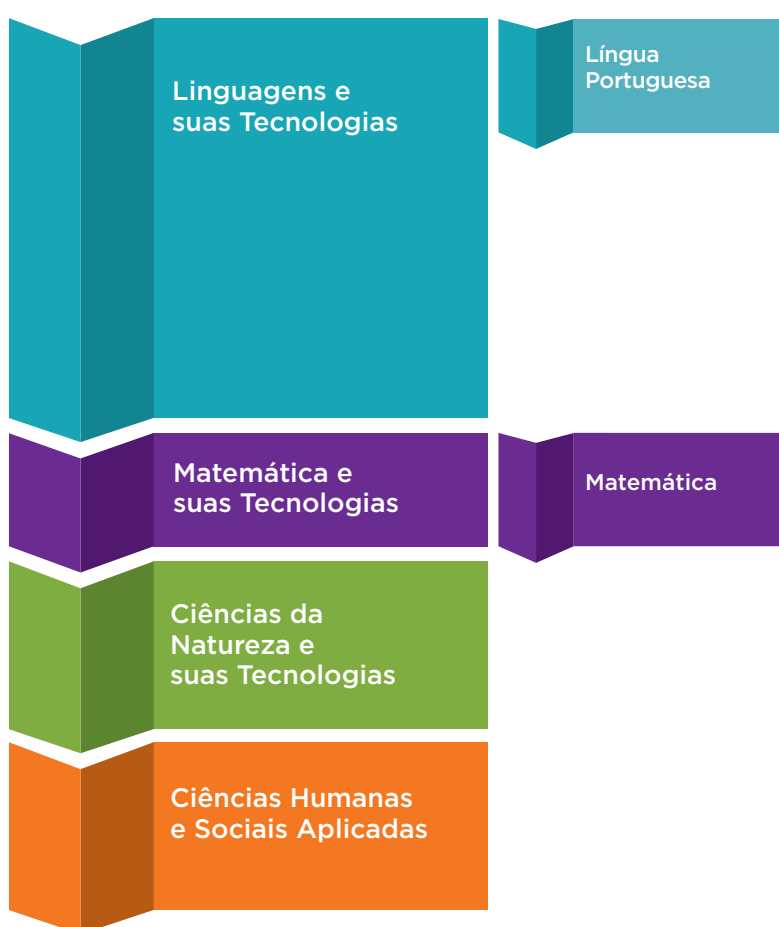 Linguagens e
suas Tecnologias
Língua
Portuguesa
Matemática e
suas Tecnologias
Matemática
Ciências da
Natureza e
suas Tecnologias
Ciências Humanas
e Sociais Aplicadas